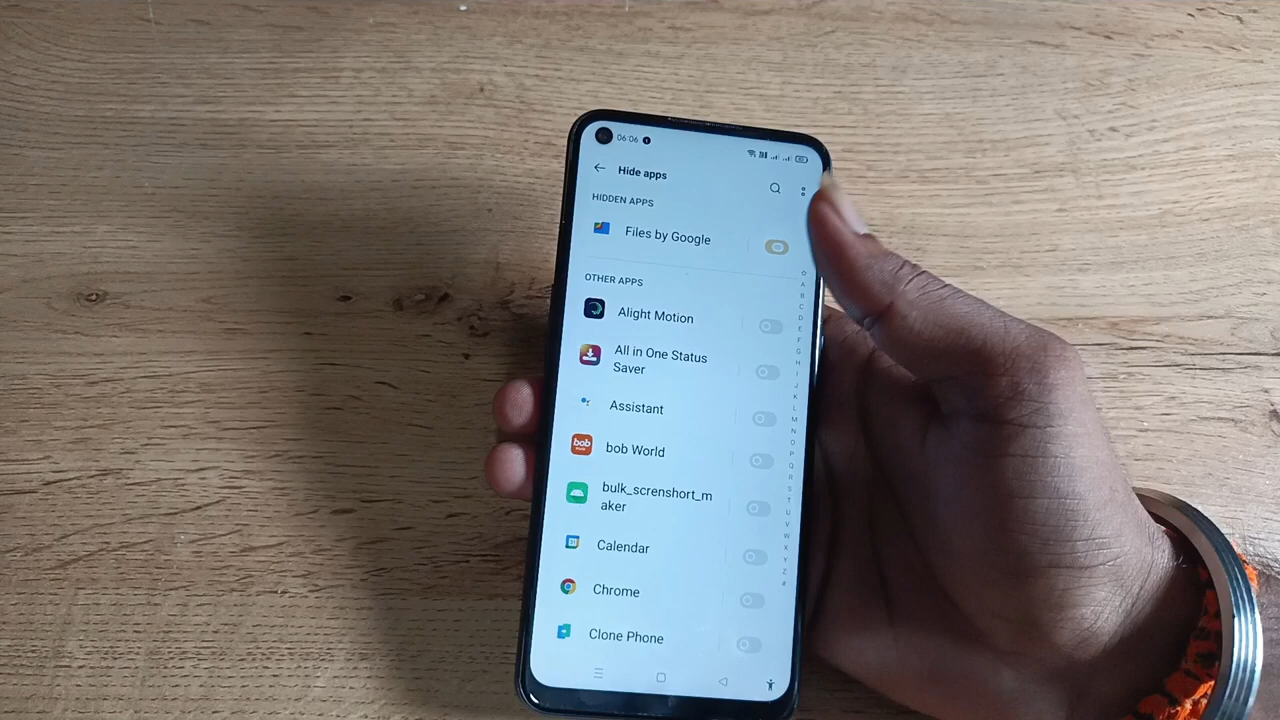 06:06
Hide apps
HIDDEN APPS
Files by Google
OTHER APPS
Alight Motion
All in One Status
Saver
Assistant
bob
bob World
bulk_screnshort_m
aker
Calendar
Chrome
Clone Phone
A
B
C
D
E
F
G
H
I
J
K
L
M
N
O
P
Q
R
S
T
U
V
W
X
Y
Z
#